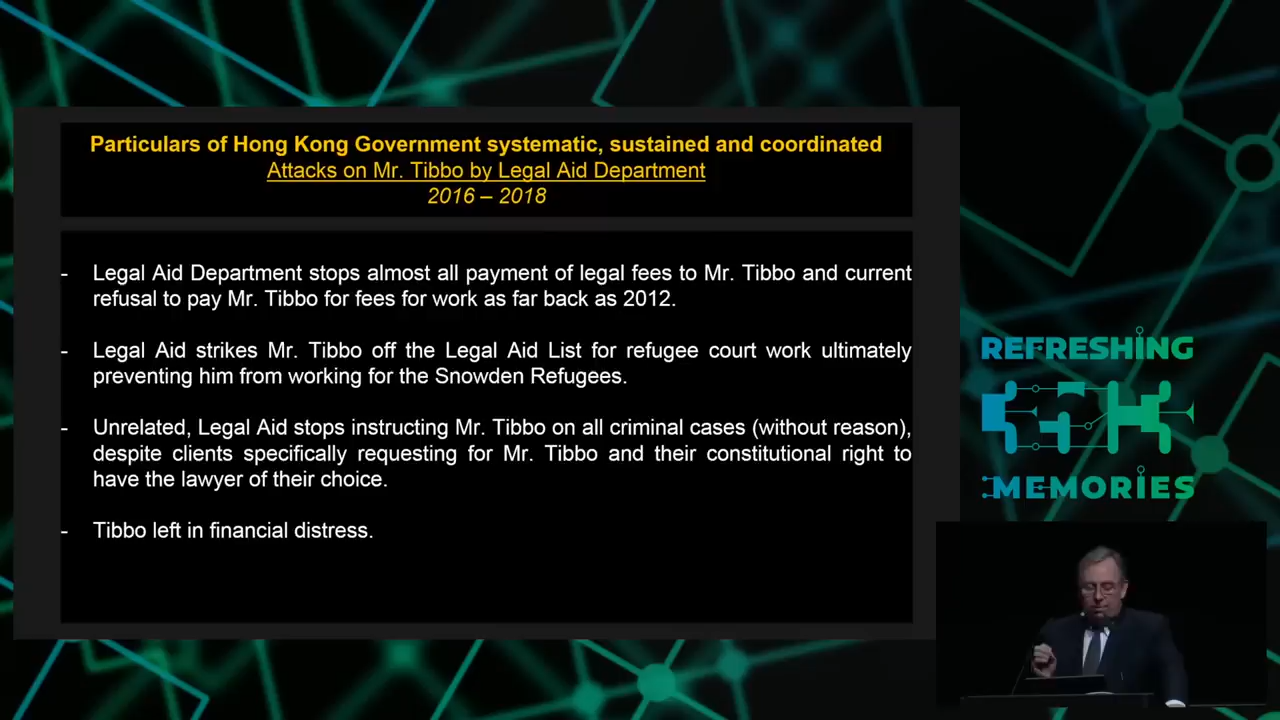 Particulars of Hong Kong Government systematic, sustained and coordinated
Attacks on Mr. Tibbo by Legal Aid Department
2016 – 2018
- Legal Aid Department stops almost all payment of legal fees to Mr. Tibbo and current
refusal to pay Mr. Tibbo for fees for work as far back as 2012.
- Legal Aid strikes Mr. Tibbo off the Legal Aid List for refugee court work ultimately
preventing him from working for the Snowden Refugees.
- Unrelated, Legal Aid stops instructing Mr. Tibbo on all criminal cases (without reason),
despite clients specifically requesting for Mr. Tibbo and their constitutional right to
have the lawyer of their choice.
- Tibbo left in financial distress.
REFRESHING
MEMORIES